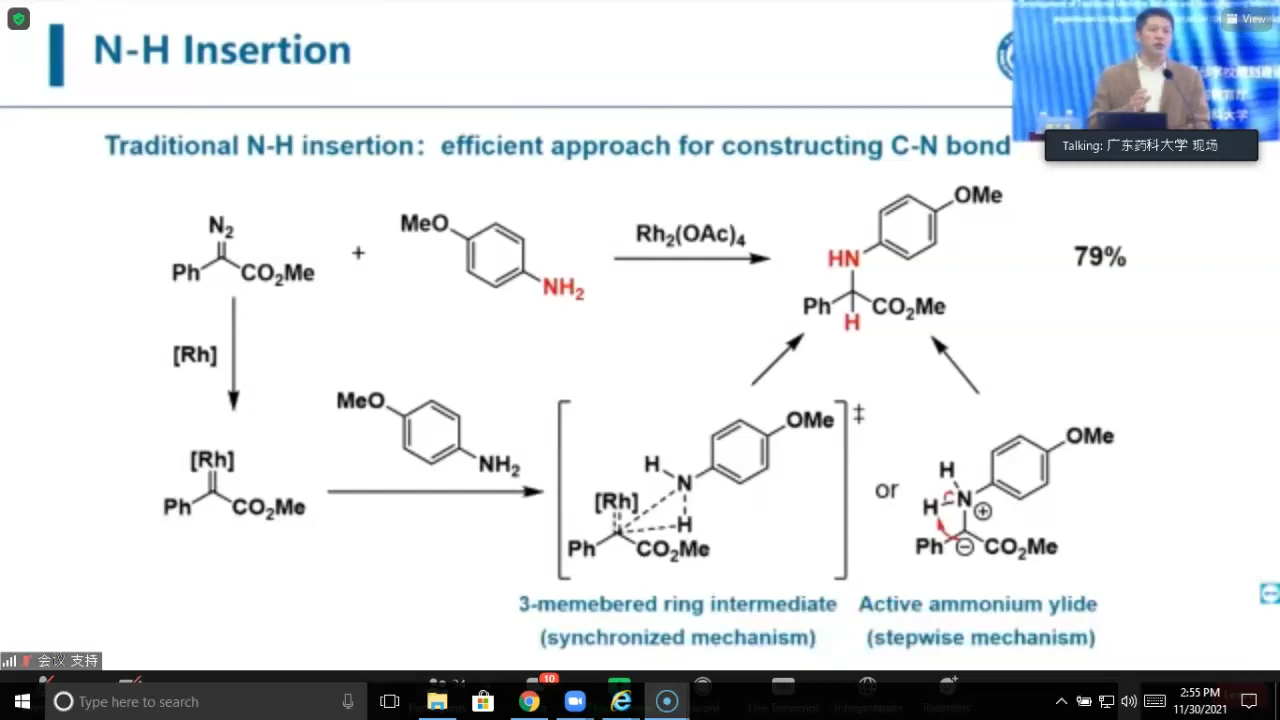 N-H Insertion
View
Talking: 广东药科大学 现场
Traditional N-H insertion: efficient approach for constructing C-N bond
N2
Ph
CO2Me
+
MeO
NH2
Rh2(OAc)4
OMe
HN
Ph
CO2Me
H
79%
[Rh]
[Rh]
Ph
CO2Me
MeO
NH2
OMe
H
N
[Rh]
H
Ph
CO2Me
‡
or
OMe
H
H
N
⊕
Ph
⊖
CO2Me
3-memebered ring intermediate
(synchronized mechanism)
Active ammonium ylide
(stepwise mechanism)
会议 支持
10
Type here to search
2:55 PM
11/30/2021